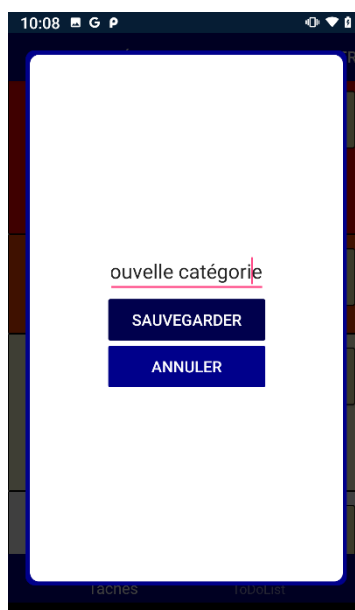 10:08 G P
ouvelle catégorie
SAUVEGARDER
ANNULER
Taches ToDoList